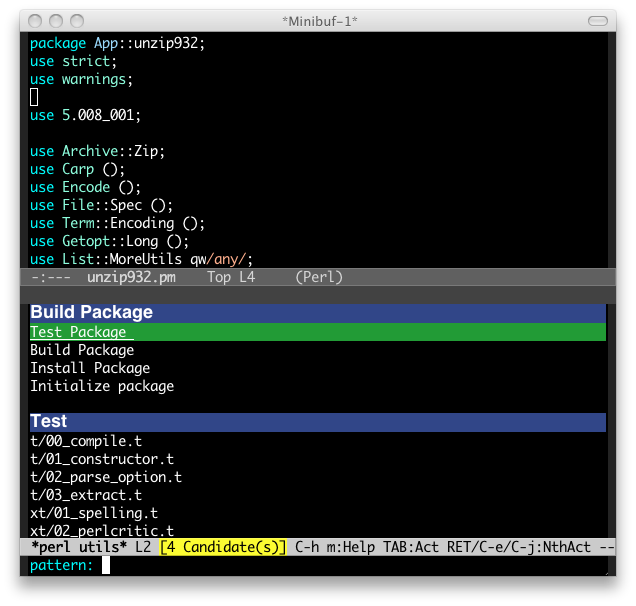 *Minibuf-1*
package App::unzip932;
use strict;
use warnings;
use 5.008_001;
use Archive::Zip;
use Carp ();
use Encode ();
use File::Spec ();
use Term::Encoding ();
use Getopt::Long ();
use List::MoreUtils qw/any/;
-:--- unzip932.pm Top L4 (Perl)
Build Package
Test Package
Build Package
Install Package
Initialize package
Test
t/00_compile.t
t/01_constructor.t
t/02_parse_option.t
t/03_extract.t
xt/01_spelling.t
xt/02_perlcritic.t
*perl utils* L2 [4 Candidate(s)] C-h m:Help TAB:Act RET/C-e/C-j:NthAct --
pattern: